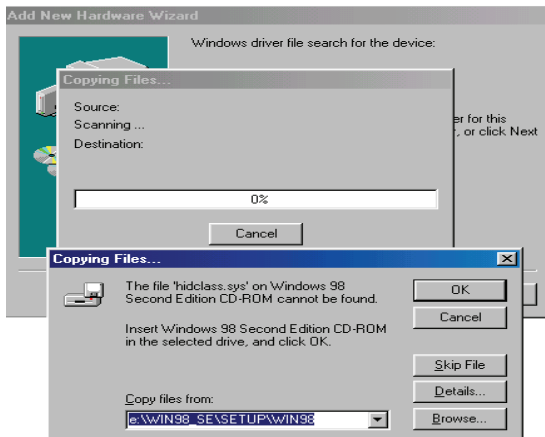 Add New Hardware Wizard
Windows driver file search for the device:
Copying Files...
Source:
Scanning ...
Destination:
er for this
, or click Next
0%
Cancel
Copying Files...
The file 'hidclass.sys' on Windows 98
Second Edition CD-ROM cannot be found.
Insert Windows 98 Second Edition CD-ROM
in the selected drive, and click OK.
Copy files from:
e:\WIN98_SE\SETUP\WIN98
OK
Cancel
Skip File
Details...
Browse...